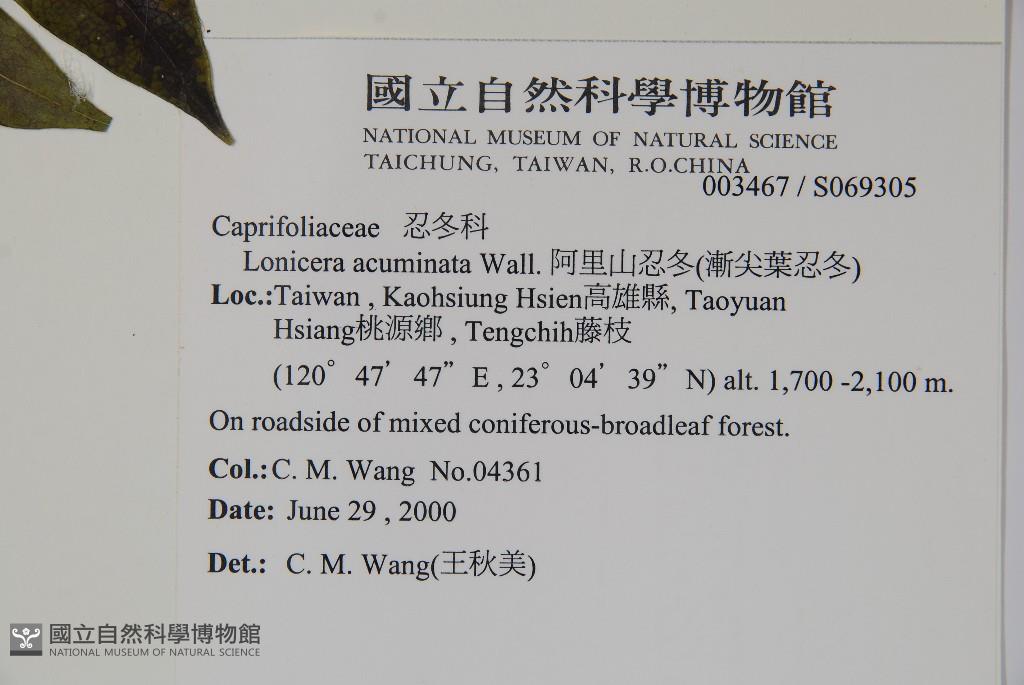 國立自然科學博物館
NATIONAL MUSEUM OF NATURAL SCIENCE
TAICHUNG, TAIWAN, R.O.CHINA
003467 / S069305
Caprifoliaceae 忍冬科
Lonicera acuminata Wall. 阿里山忍冬(漸尖葉忍冬)
Loc.:Taiwan , Kaohsiung Hsien高雄縣, Taoyuan
Hsiang桃源鄉 , Tengchih藤枝
(120° 47’ 47” E , 23° 04’ 39” N) alt. 1,700 -2,100 m.
On roadside of mixed coniferous-broadleaf forest.
Col.:C. M. Wang No.04361
Date: June 29 , 2000
Det.: C. M. Wang(王秋美)
國立自然科學博物館
NATIONAL MUSEUM OF NATURAL SCIENCE